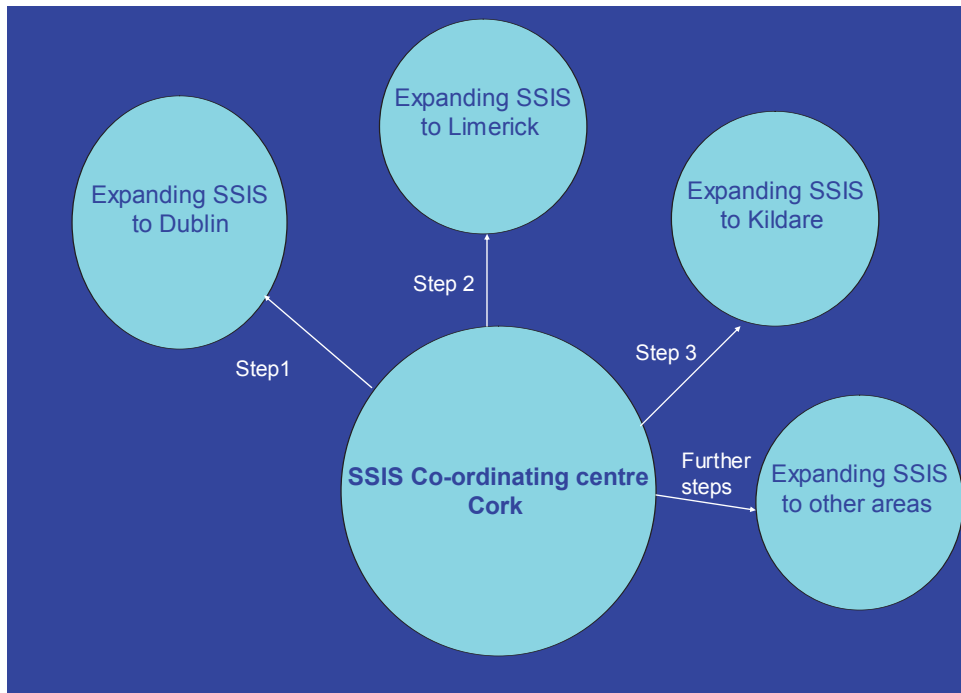 Expanding SSIS
to Limerick
Expanding SSIS
to Dublin
Expanding SSIS
to Kildare
Step 2
Step1
Step 3
SSIS Co-ordinating centre
Cork
Further
steps
Expanding SSIS
to other areas